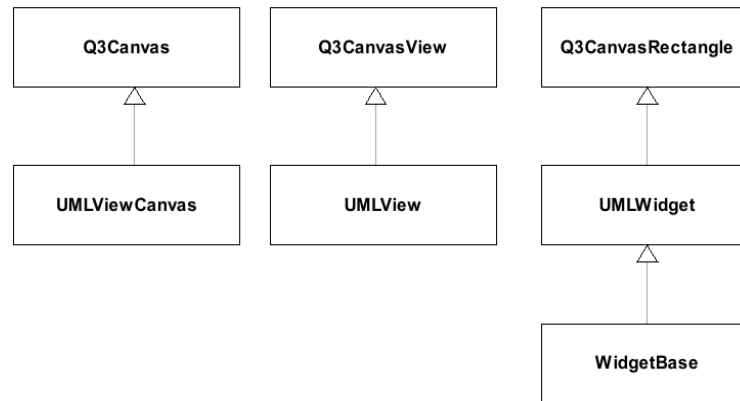 Q3Canvas
Q3CanvasView
Q3CanvasRectangle
UMLViewCanvas
UMLView
UMLWidget
WidgetBase